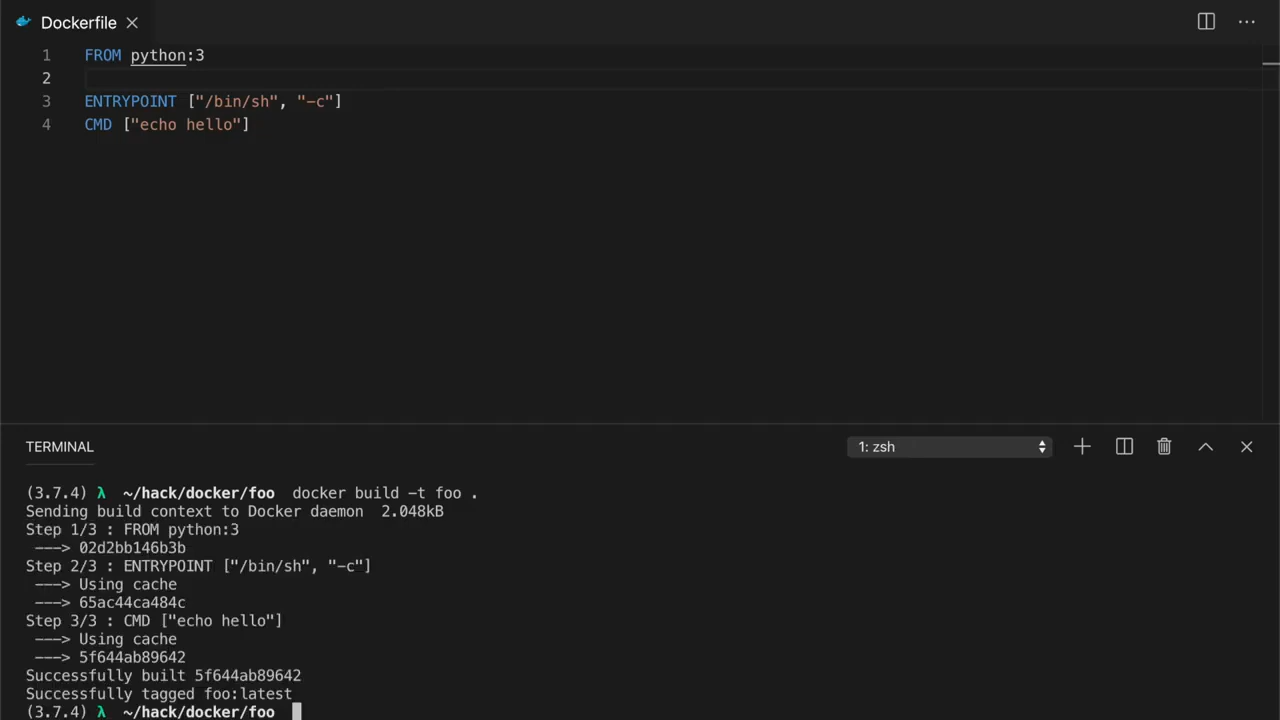 Dockerfile
1 FROM python:3
2
3 ENTRYPOINT ["/bin/sh", "-c"]
4 CMD ["echo hello"]
TERMINAL
1: zsh
(3.7.4) λ ~/hack/docker/foo docker build -t foo .
Sending build context to Docker daemon 2.048kB
Step 1/3 : FROM python:3
---> 02d2bb146b3b
Step 2/3 : ENTRYPOINT ["/bin/sh", "-c"]
---> Using cache
---> 65ac44ca484c
Step 3/3 : CMD ["echo hello"]
---> Using cache
---> 5f644ab89642
Successfully built 5f644ab89642
Successfully tagged foo:latest
(3.7.4) λ ~/hack/docker/foo